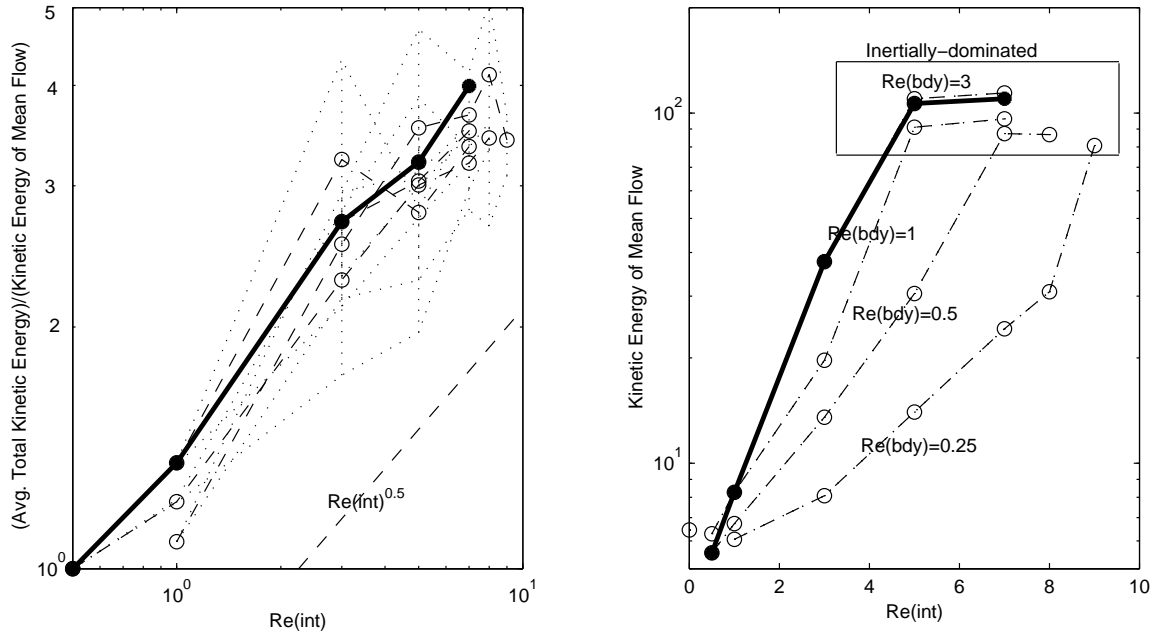 (Avg. Total Kinetic Energy)/(Kinetic Energy of Mean Flow)
5
4
3
2
10^0
10^0
10^1
Re(int)^0.5
Re(int)
Kinetic Energy of Mean Flow
10^2
10^1
Inertially−dominated
Re(bdy)=3
Re(bdy)=1
Re(bdy)=0.5
Re(bdy)=0.25
0 2 4 6 8 10
Re(int)